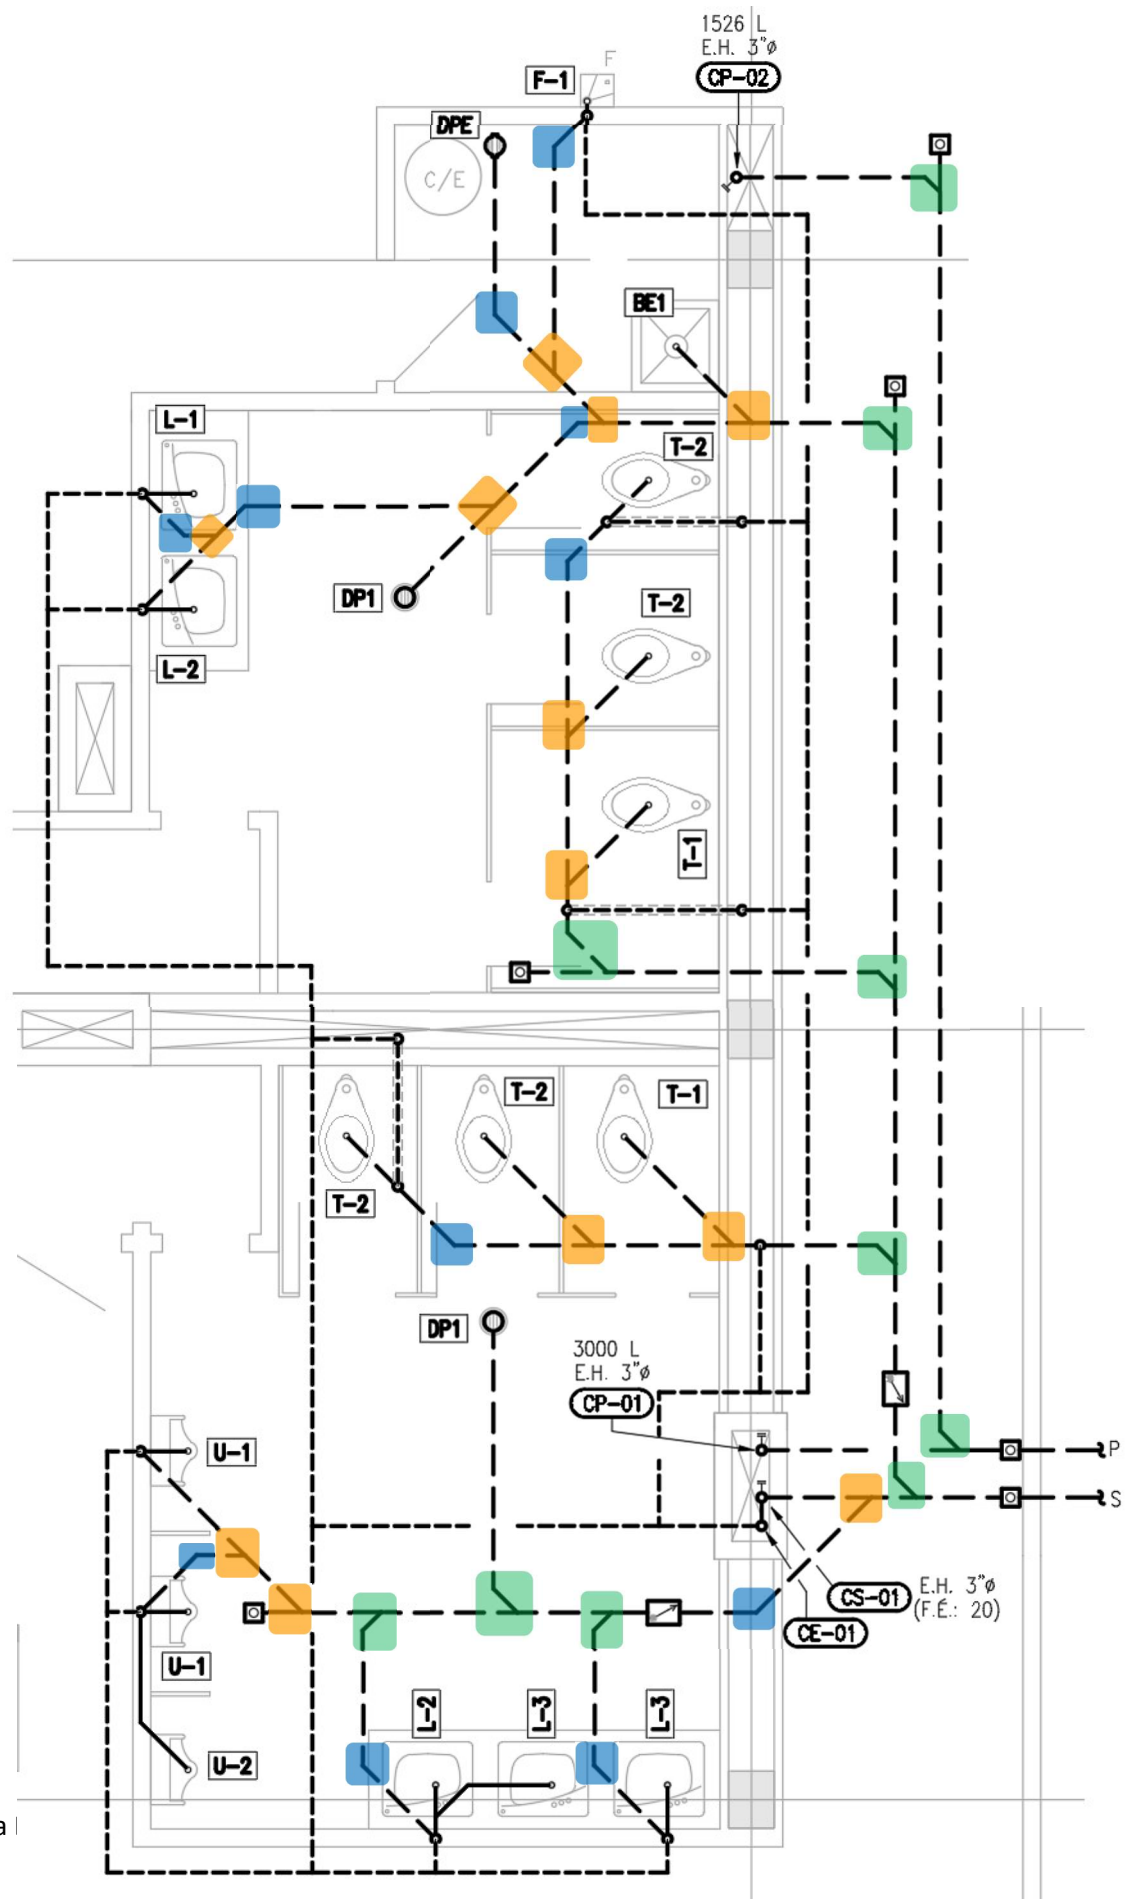 1526 L
E.H. 3"ø
CP-02
F
F-1
DPE
C/E
BE1
L-1
T-2
DP1
T-2
L-2
T-1
T-2
T-1
T-2
DP1
3000 L
E.H. 3"ø
CP-01
U-1
P
S
CS-01
E.H. 3"ø
(F.É.: 20)
CE-01
U-1
L-2
L-3
L-3
U-2
a